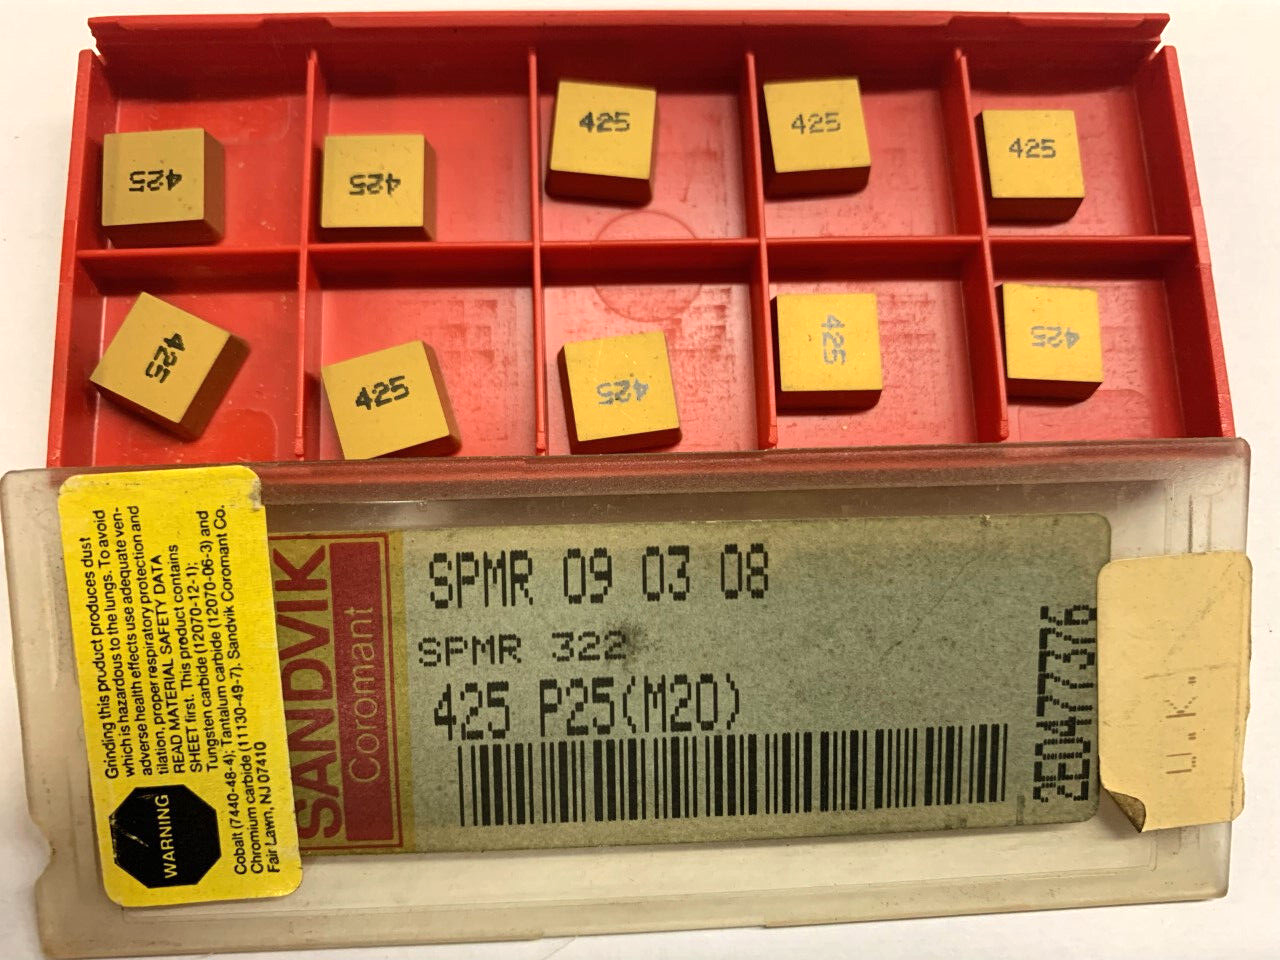 425
425
425
425
425
425
425
425
425
425
SPMR 09 03 08
SPMR 322
425 P25(M20)
SANDVIK
Coromant
U.K.
WARNING
Grinding this product produces dust
which is hazardous to the lungs. To avoid
adverse health effects use adequate ven-
tilation, proper respiratory protection and
READ MATERIAL SAFETY DATA
SHEET first. This product contains
Tungsten carbide (12070-12-1);
Cobalt (7440-48-4); Tantalum carbide (12070-06-3) and
Chromium carbide (11130-49-7). Sandvik Coromant Co.
Fair Lawn, NJ 07410